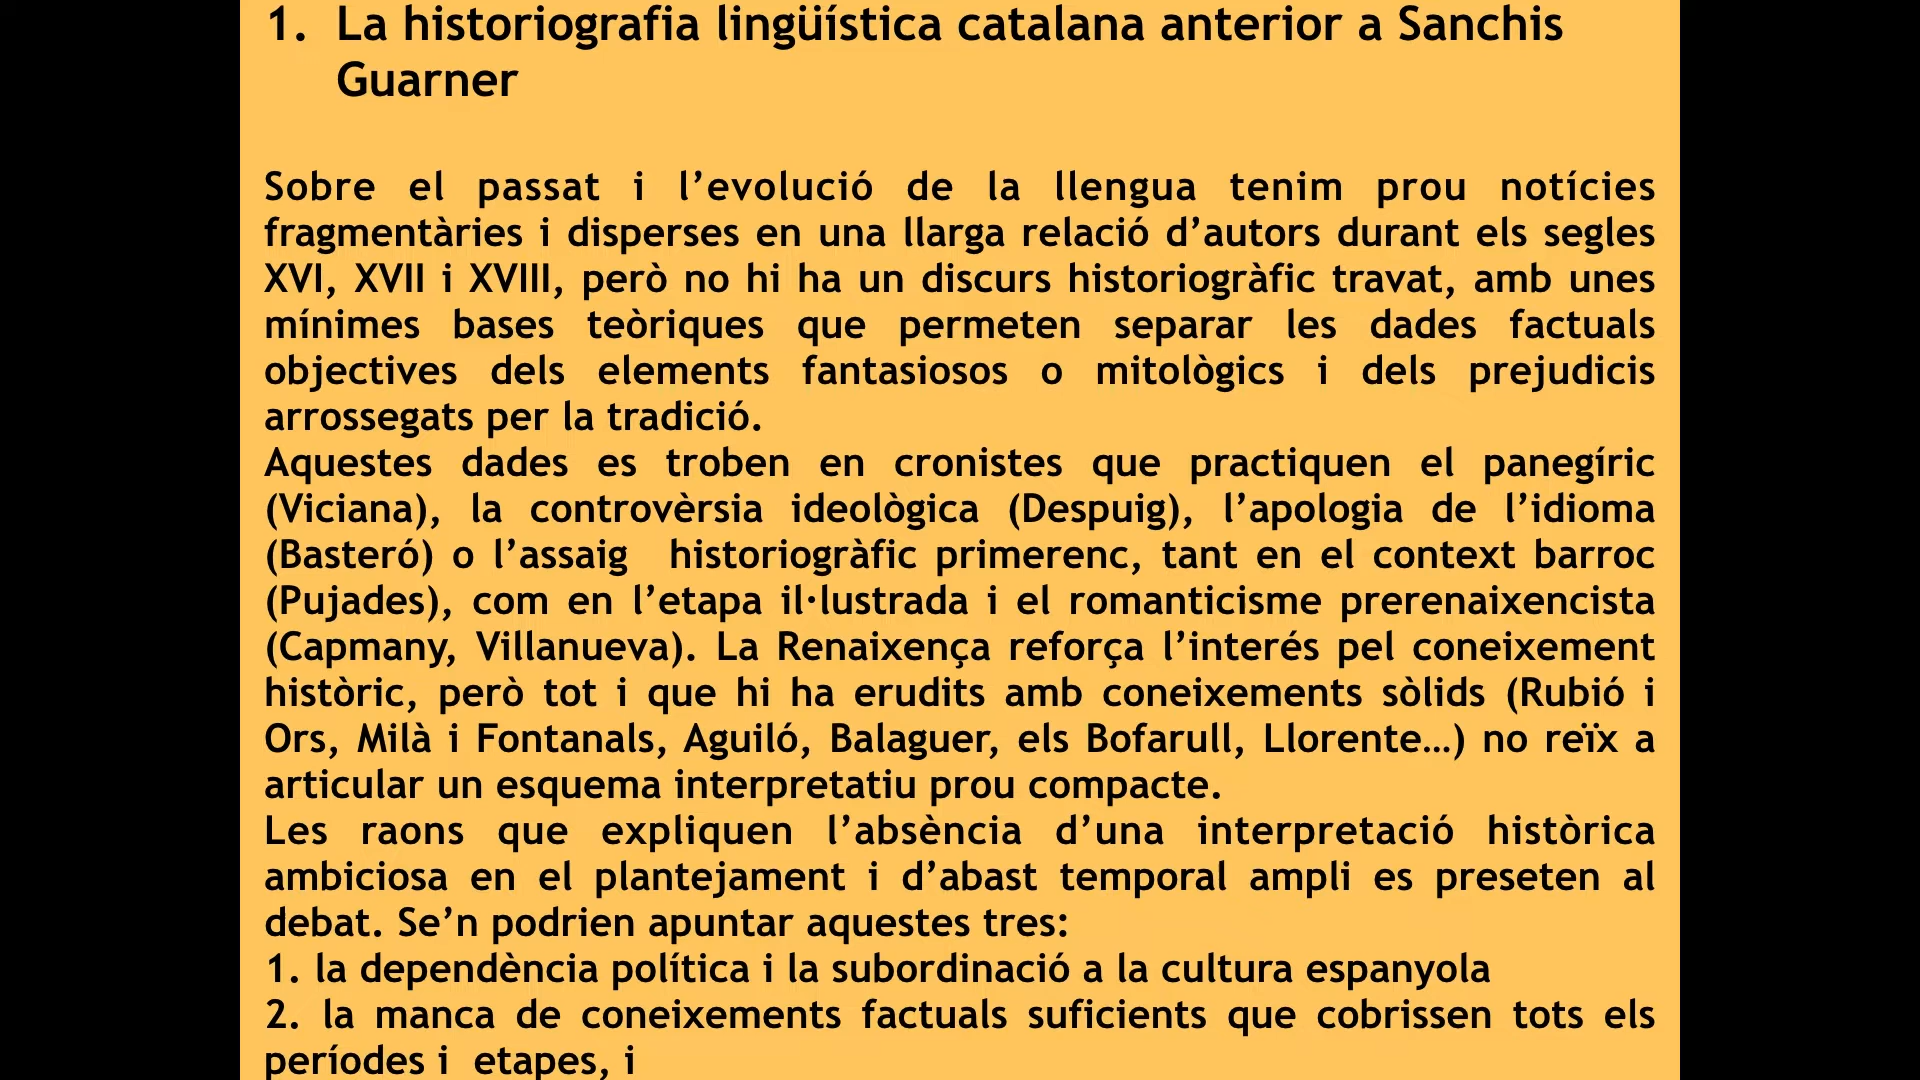 1. La historiografia lingüística catalana anterior a Sanchis
Guarner
Sobre el passat i l’evolució de la llengua tenim prou notícies
fragmentàries i disperses en una llarga relació d’autors durant els segles
XVI, XVII i XVIII, però no hi ha un discurs historiogràfic travat, amb unes
mínimes bases teòriques que permeten separar les dades factuals
objectives dels elements fantasiosos o mitològics i dels prejudicis
arrossegats per la tradició.
Aquestes dades es troben en cronistes que practiquen el panegíric
(Viciana), la controvèrsia ideològica (Despuig), l’apologia de l’idioma
(Basteró) o l’assaig  historiogràfic primerenc, tant en el context barroc
(Pujades), com en l’etapa il·lustrada i el romanticisme prerenaixencista
(Capmany, Villanueva). La Renaixença reforça l’interés pel coneixement
històric, però tot i que hi ha erudits amb coneixements sòlids (Rubió i
Ors, Milà i Fontanals, Aguiló, Balaguer, els Bofarull, Llorente…) no reïx a
articular un esquema interpretatiu prou compacte.
Les raons que expliquen l’absència d’una interpretació històrica
ambiciosa en el plantejament i d’abast temporal ampli es preseten al
debat. Se’n podrien apuntar aquestes tres:
1. la dependència política i la subordinació a la cultura espanyola
2. la manca de coneixements factuals suficients que cobrissen tots els
períodes i  etapes, i